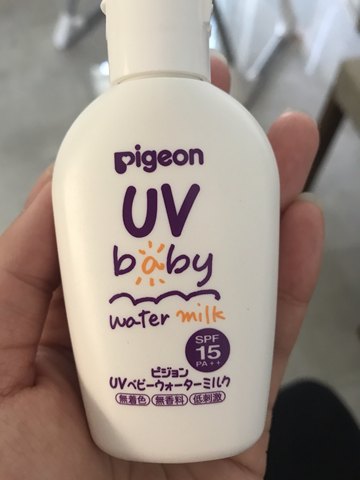 pigeon
UV
baby
water milk
SPF
15
PA++
ピジョン
UVベビーウォーターミルク
無着色 無香料 低刺激